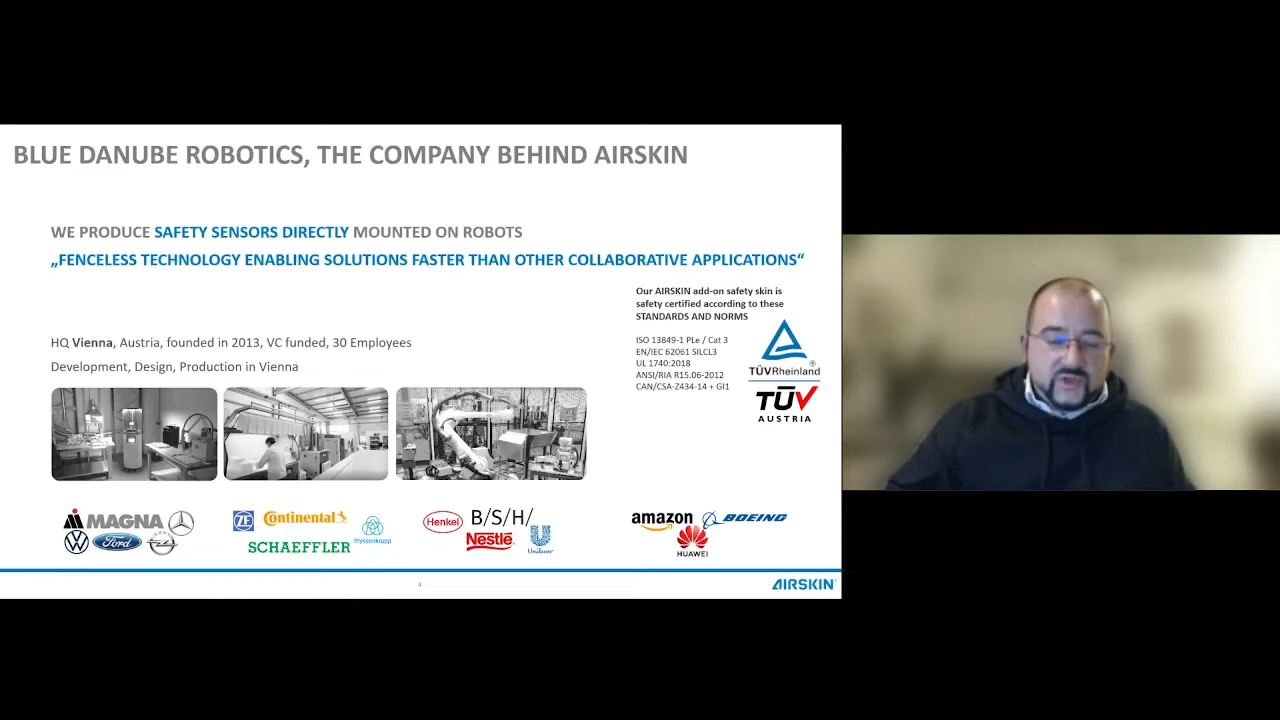 BLUE DANUBE ROBOTICS, THE COMPANY BEHIND AIRSKIN
WE PRODUCE SAFETY SENSORS DIRECTLY MOUNTED ON ROBOTS
„FENCELESS TECHNOLOGY ENABLING SOLUTIONS FASTER THAN OTHER COLLABORATIVE APPLICATIONS“
Our AIRSKIN add-on safety skin is
safety certified according to these
STANDARDS AND NORMS
HQ Vienna, Austria, founded in 2013, VC funded, 30 Employees
Development, Design, Production in Vienna
ISO 13849-1 PLe / Cat 3
EN/IEC 62061 SILCL3
UL 1740:2018
ANSI/RIA R15.06-2012
CAN/CSA-Z434-14 + GI1
®
TÜVRheinland
TÜV
AUSTRIA
MAGNA
VW
Ford
ZF
Continental
thyssenkrupp
SCHAEFFLER
Henkel
B/S/H/
Nestlé
Unilever
amazon
BOEING
HUAWEI
4
AIRSKIN®